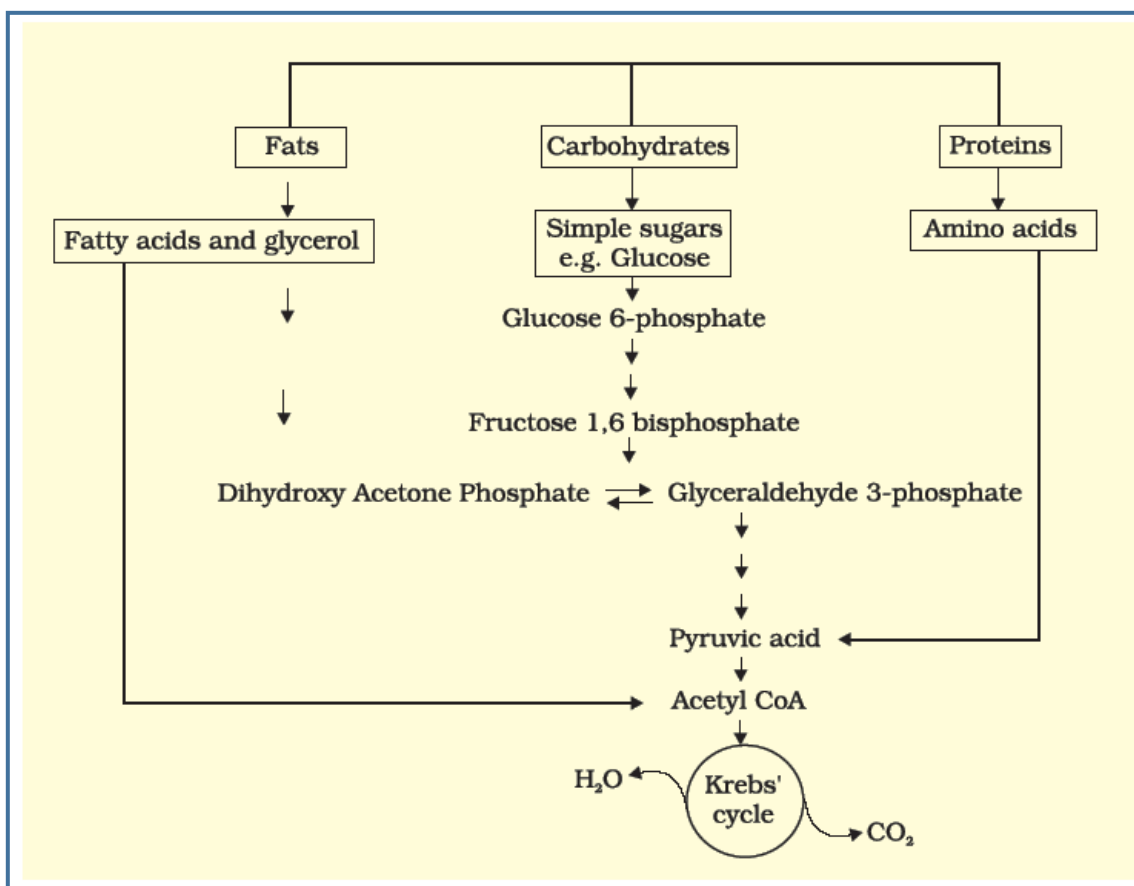 Fats
Carbohydrates
Proteins
Fatty acids and glycerol
Simple sugars
e.g. Glucose
Amino acids
Glucose 6-phosphate
Fructose 1,6 bisphosphate
Dihydroxy Acetone Phosphate
Glyceraldehyde 3-phosphate
Pyruvic acid
Acetyl CoA
H₂O
Krebs'
cycle
CO₂